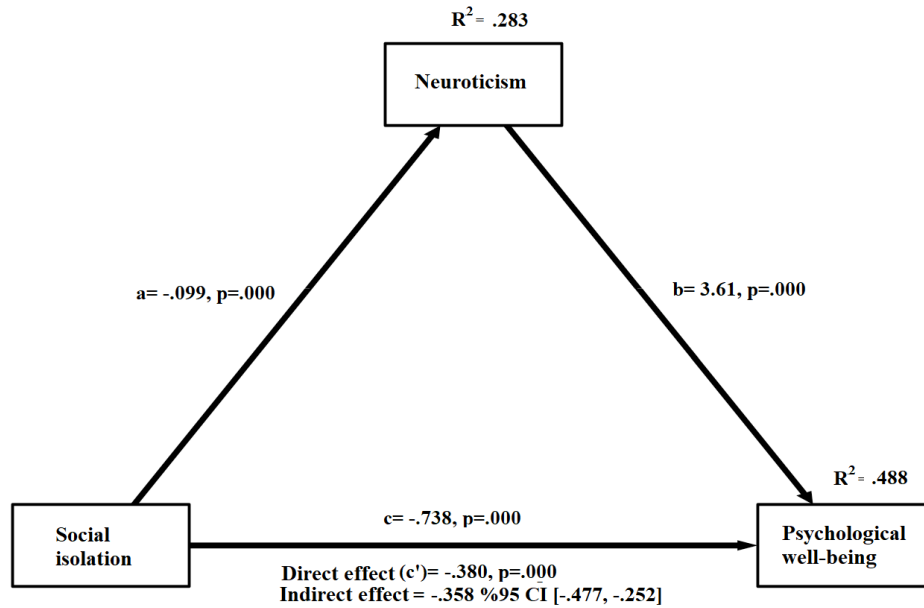 R² = .283
Neuroticism
a= -.099, p=.000
b= 3.61, p=.000
R² = .488
Social
isolation
c= -.738, p=.000
Psychological
well-being
Direct effect (c')= -.380, p=.000
Indirect effect = -.358 %95 CI [-.477, -.252]